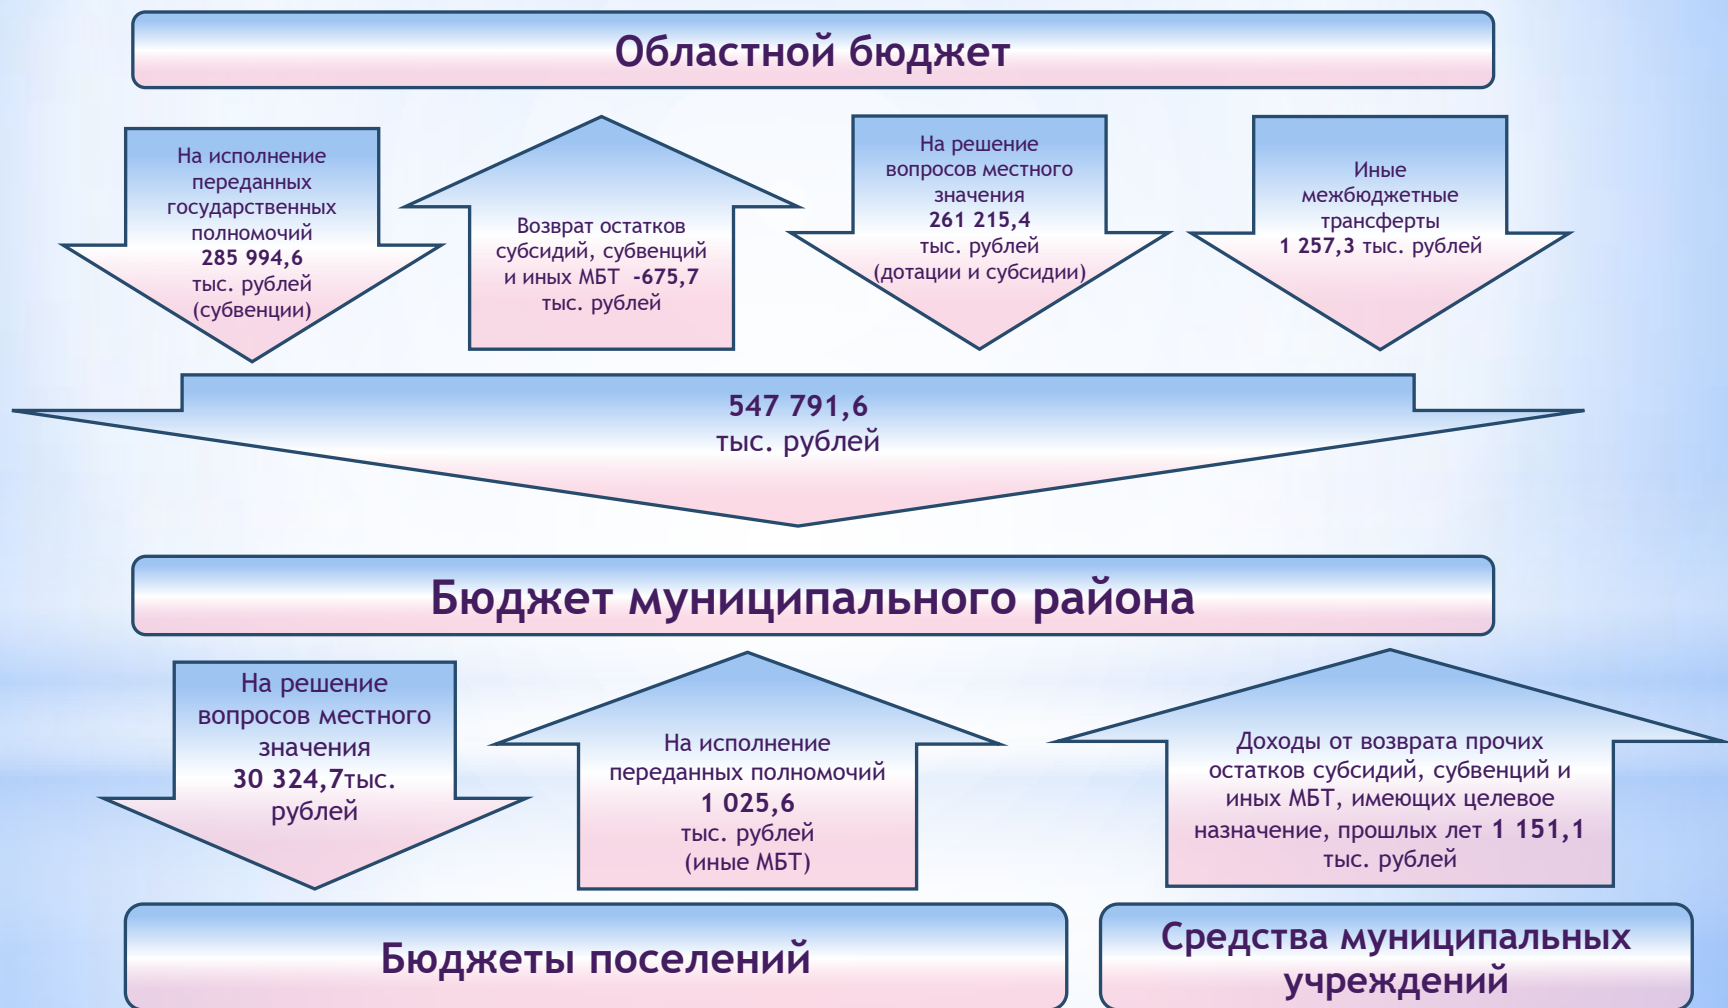 Областной бюджет
На исполнение
переданных
государственных
полномочий
285 994,6
тыс. рублей
(субвенции)
Возврат остатков
субсидий, субвенций
и иных МБТ -675,7
тыс. рублей
На решение
вопросов местного
значения
261 215,4
тыс. рублей
(дотации и субсидии)
Иные
межбюджетные
трансферты
1 257,3 тыс. рублей
547 791,6
тыс. рублей
Бюджет муниципального района
На решение
вопросов местного
значения
30 324,7тыс.
рублей
На исполнение
переданных полномочий
1 025,6
тыс. рублей
(иные МБТ)
Доходы от возврата прочих
остатков субсидий, субвенций и
иных МБТ, имеющих целевое
назначение, прошлых лет 1 151,1
тыс. рублей
Бюджеты поселений
Средства муниципальных
учреждений